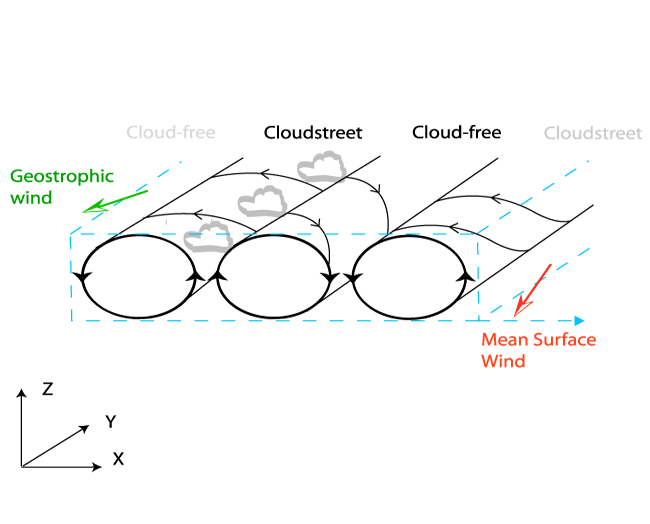 Cloud-free Cloudstreet Cloud-free Cloudstreet
Geostrophic
wind
Mean Surface
Wind
Z
Y
X